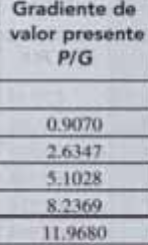 Gradiente de
valor presente
P/G
0.9070
2.6347
5.1028
8.2369
11.9680